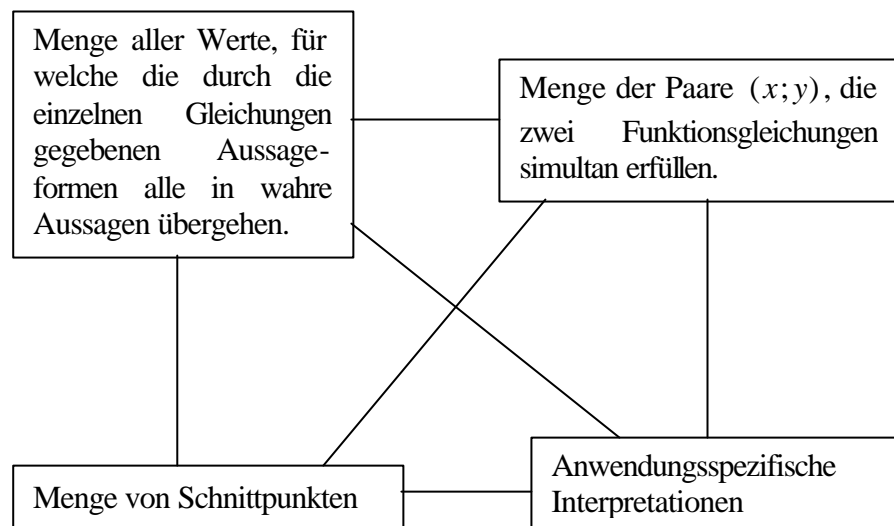 Menge aller Werte, für
welche die durch die
einzelnen Gleichungen
gegebenen Aussage-
formen alle in wahre
Aussagen übergehen.
Menge der Paare (x; y), die
zwei Funktionsgleichungen
simultan erfüllen.
Menge von Schnittpunkten
Anwendungsspezifische
Interpretationen